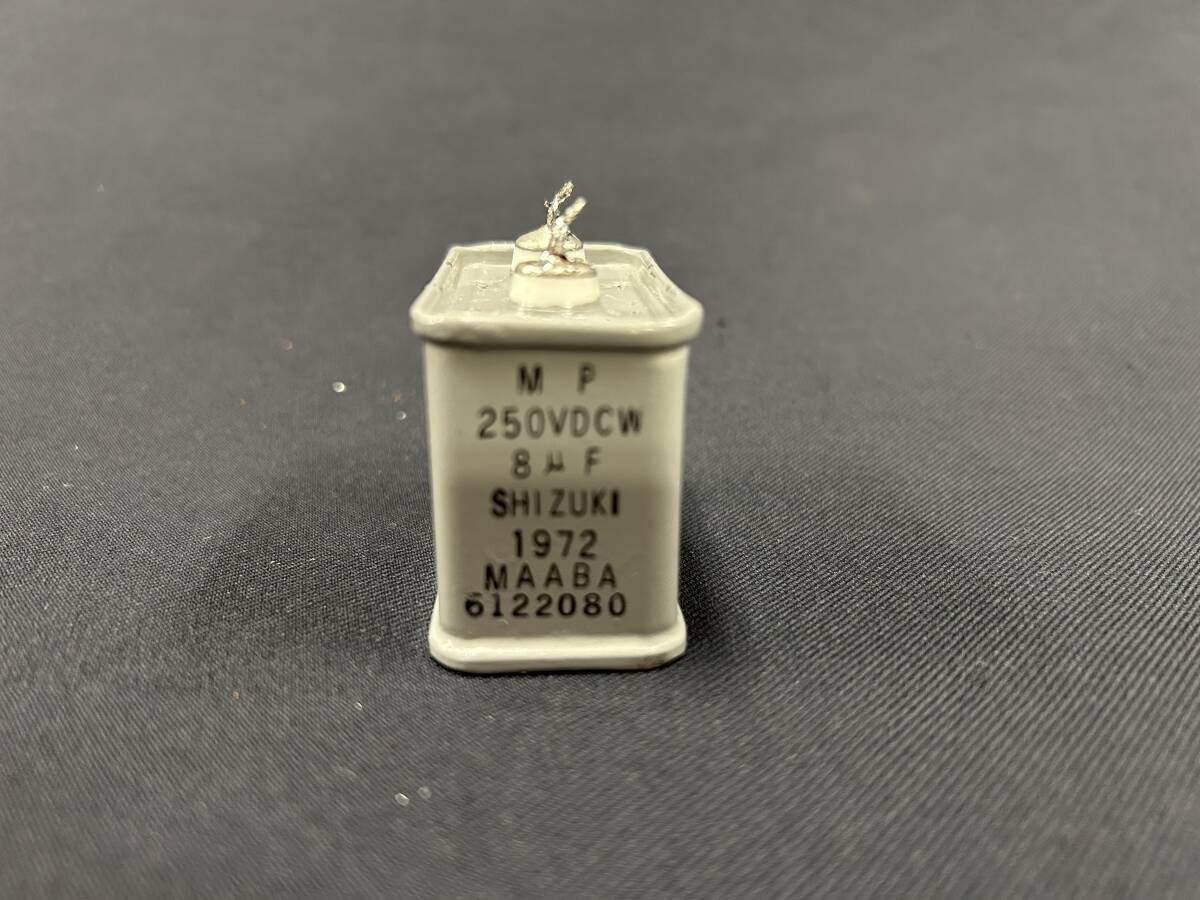 M P
250VDCW
8μF
SHIZUKI
1972
MAABA
6122080